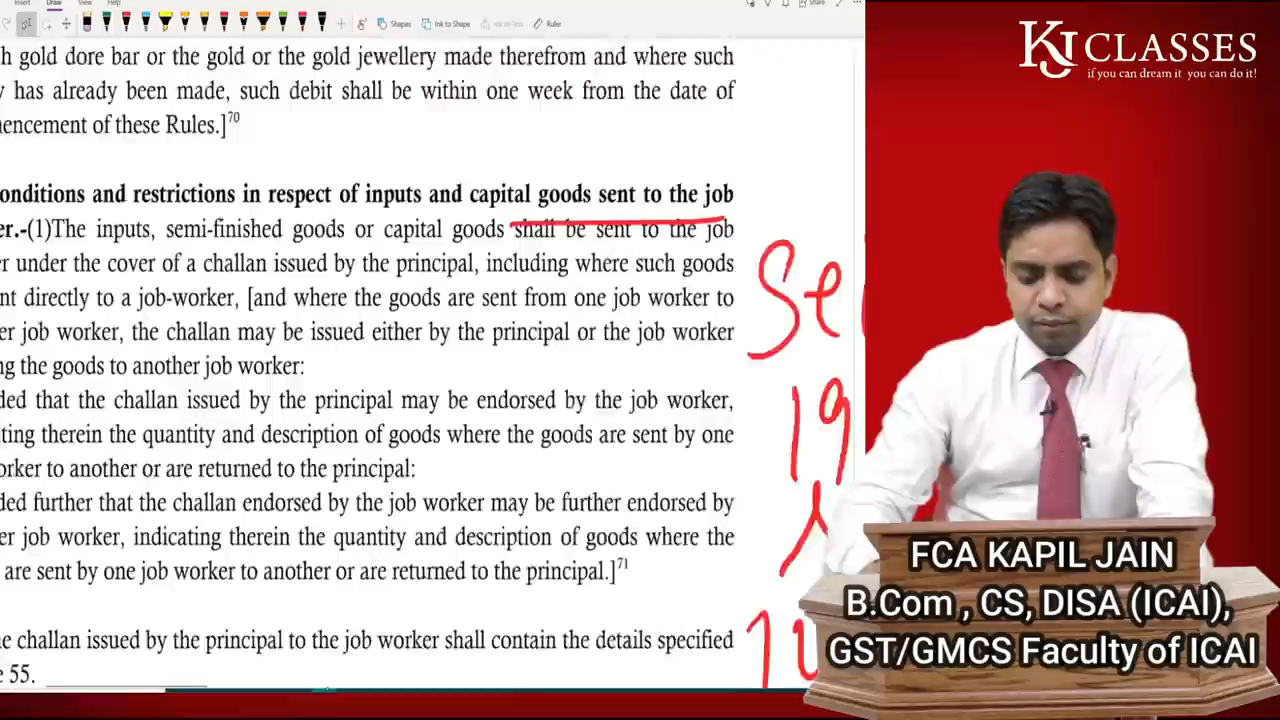 Draw
View
Help
Share
Shapes
Ink to Shape
Ink to Text
Ruler
KJ CLASSES
if you can dream it you can do it!
gold dore bar or the gold or the gold jewellery made therefrom and where such
has already been made, such debit shall be within one week from the date of
of these Rules.]70
and restrictions in respect of inputs and capital goods sent to the job
(1)The inputs, semi-finished goods or capital goods shall be sent to the job
under the cover of a challan issued by the principal, including where such goods
directly to a job-worker, [and where the goods are sent from one job worker to
job worker, the challan may be issued either by the principal or the job worker
the goods to another job worker:
that the challan issued by the principal may be endorsed by the job worker,
therein the quantity and description of goods where the goods are sent by one
to another or are returned to the principal:
further that the challan endorsed by the job worker may be further endorsed by
job worker, indicating therein the quantity and description of goods where the
are sent by one job worker to another or are returned to the principal.]71
challan issued by the principal to the job worker shall contain the details specified
55.
Se
19
FCA KAPIL JAIN
B.Com , CS, DISA (ICAI),
GST/GMCS Faculty of ICAI